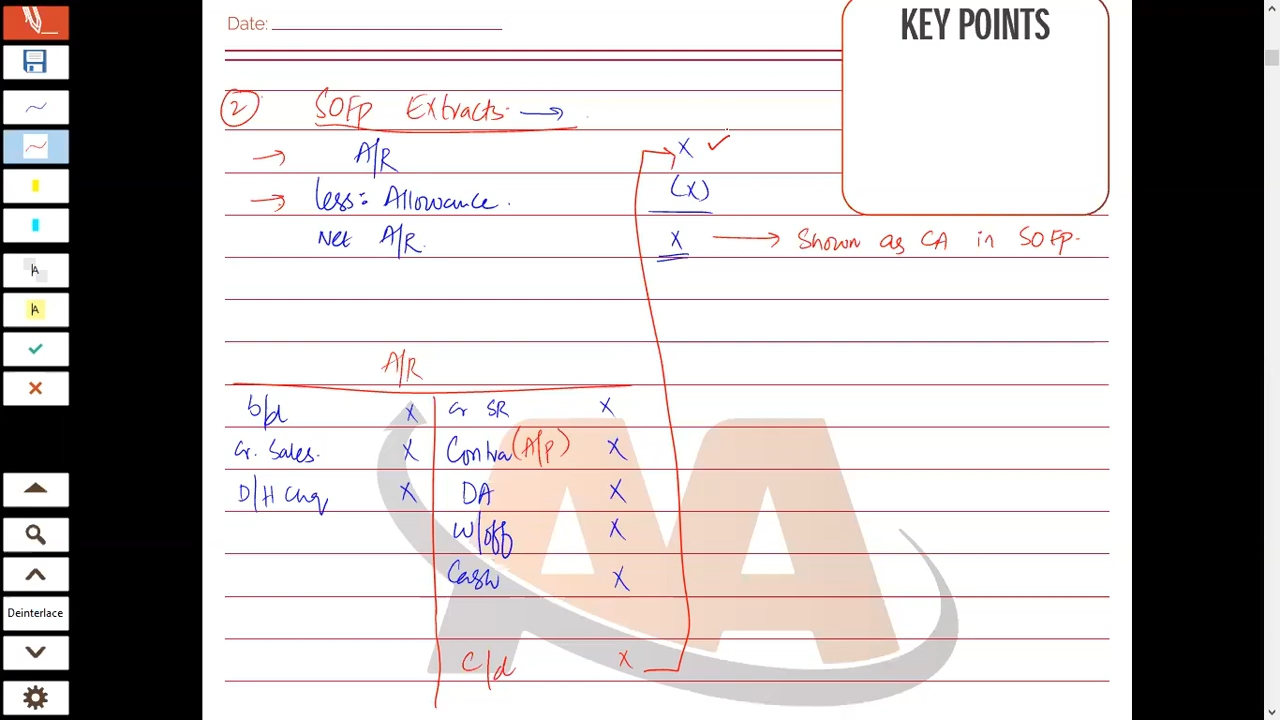 Date:
KEY POINTS
2 SOFP Extracts →
→ A/R X ✓
→ less: Allowance. (X)
Net A/R. X → Shown as CA in SOFP.
A/R
b/d X Cr SR X
Cr. Sales. X Contra (A/P) X
D/H Chq X DA X
W/off X
Cash X
C/d X
A
A
Deinterlace
AA